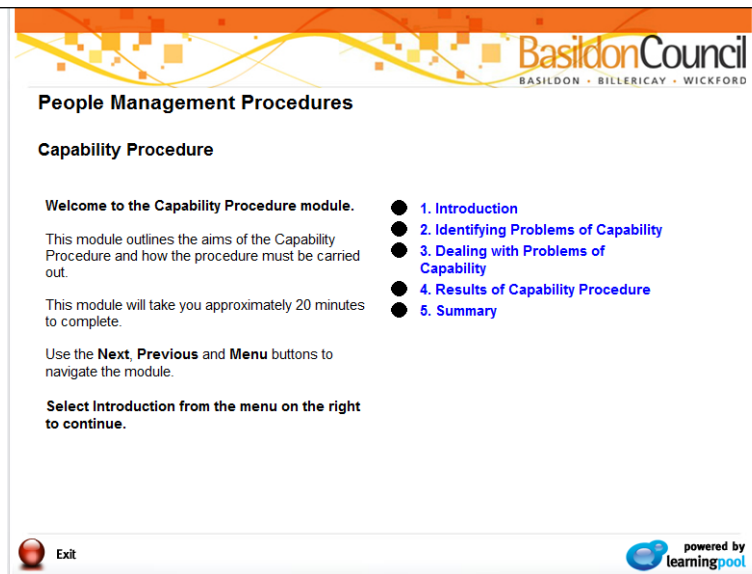 BasildonCouncil
BASILDON • BILLERICAY • WICKFORD
People Management Procedures
Capability Procedure
Welcome to the Capability Procedure module.
This module outlines the aims of the Capability
Procedure and how the procedure must be carried
out.
This module will take you approximately 20 minutes
to complete.
Use the Next, Previous and Menu buttons to
navigate the module.
Select Introduction from the menu on the right
to continue.
1. Introduction
2. Identifying Problems of Capability
3. Dealing with Problems of
Capability
4. Results of Capability Procedure
5. Summary
Exit
powered by
learningpool